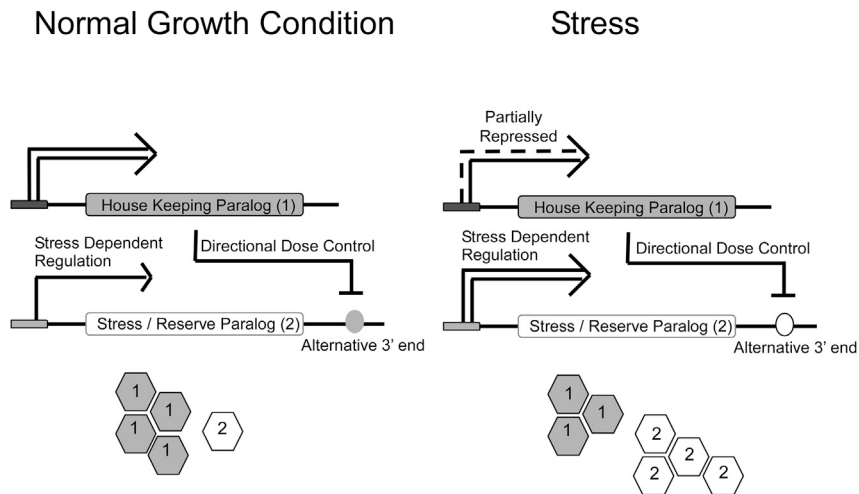 Normal Growth Condition
House Keeping Paralog (1)
Stress Dependent
Regulation
Directional Dose Control
Stress / Reserve Paralog (2)
Alternative 3' end
1
1
1
1
2
Stress
Partially
Repressed
House Keeping Paralog (1)
Stress Dependent
Regulation
Directional Dose Control
Stress / Reserve Paralog (2)
Alternative 3' end
1
1
1
2
2
2
2